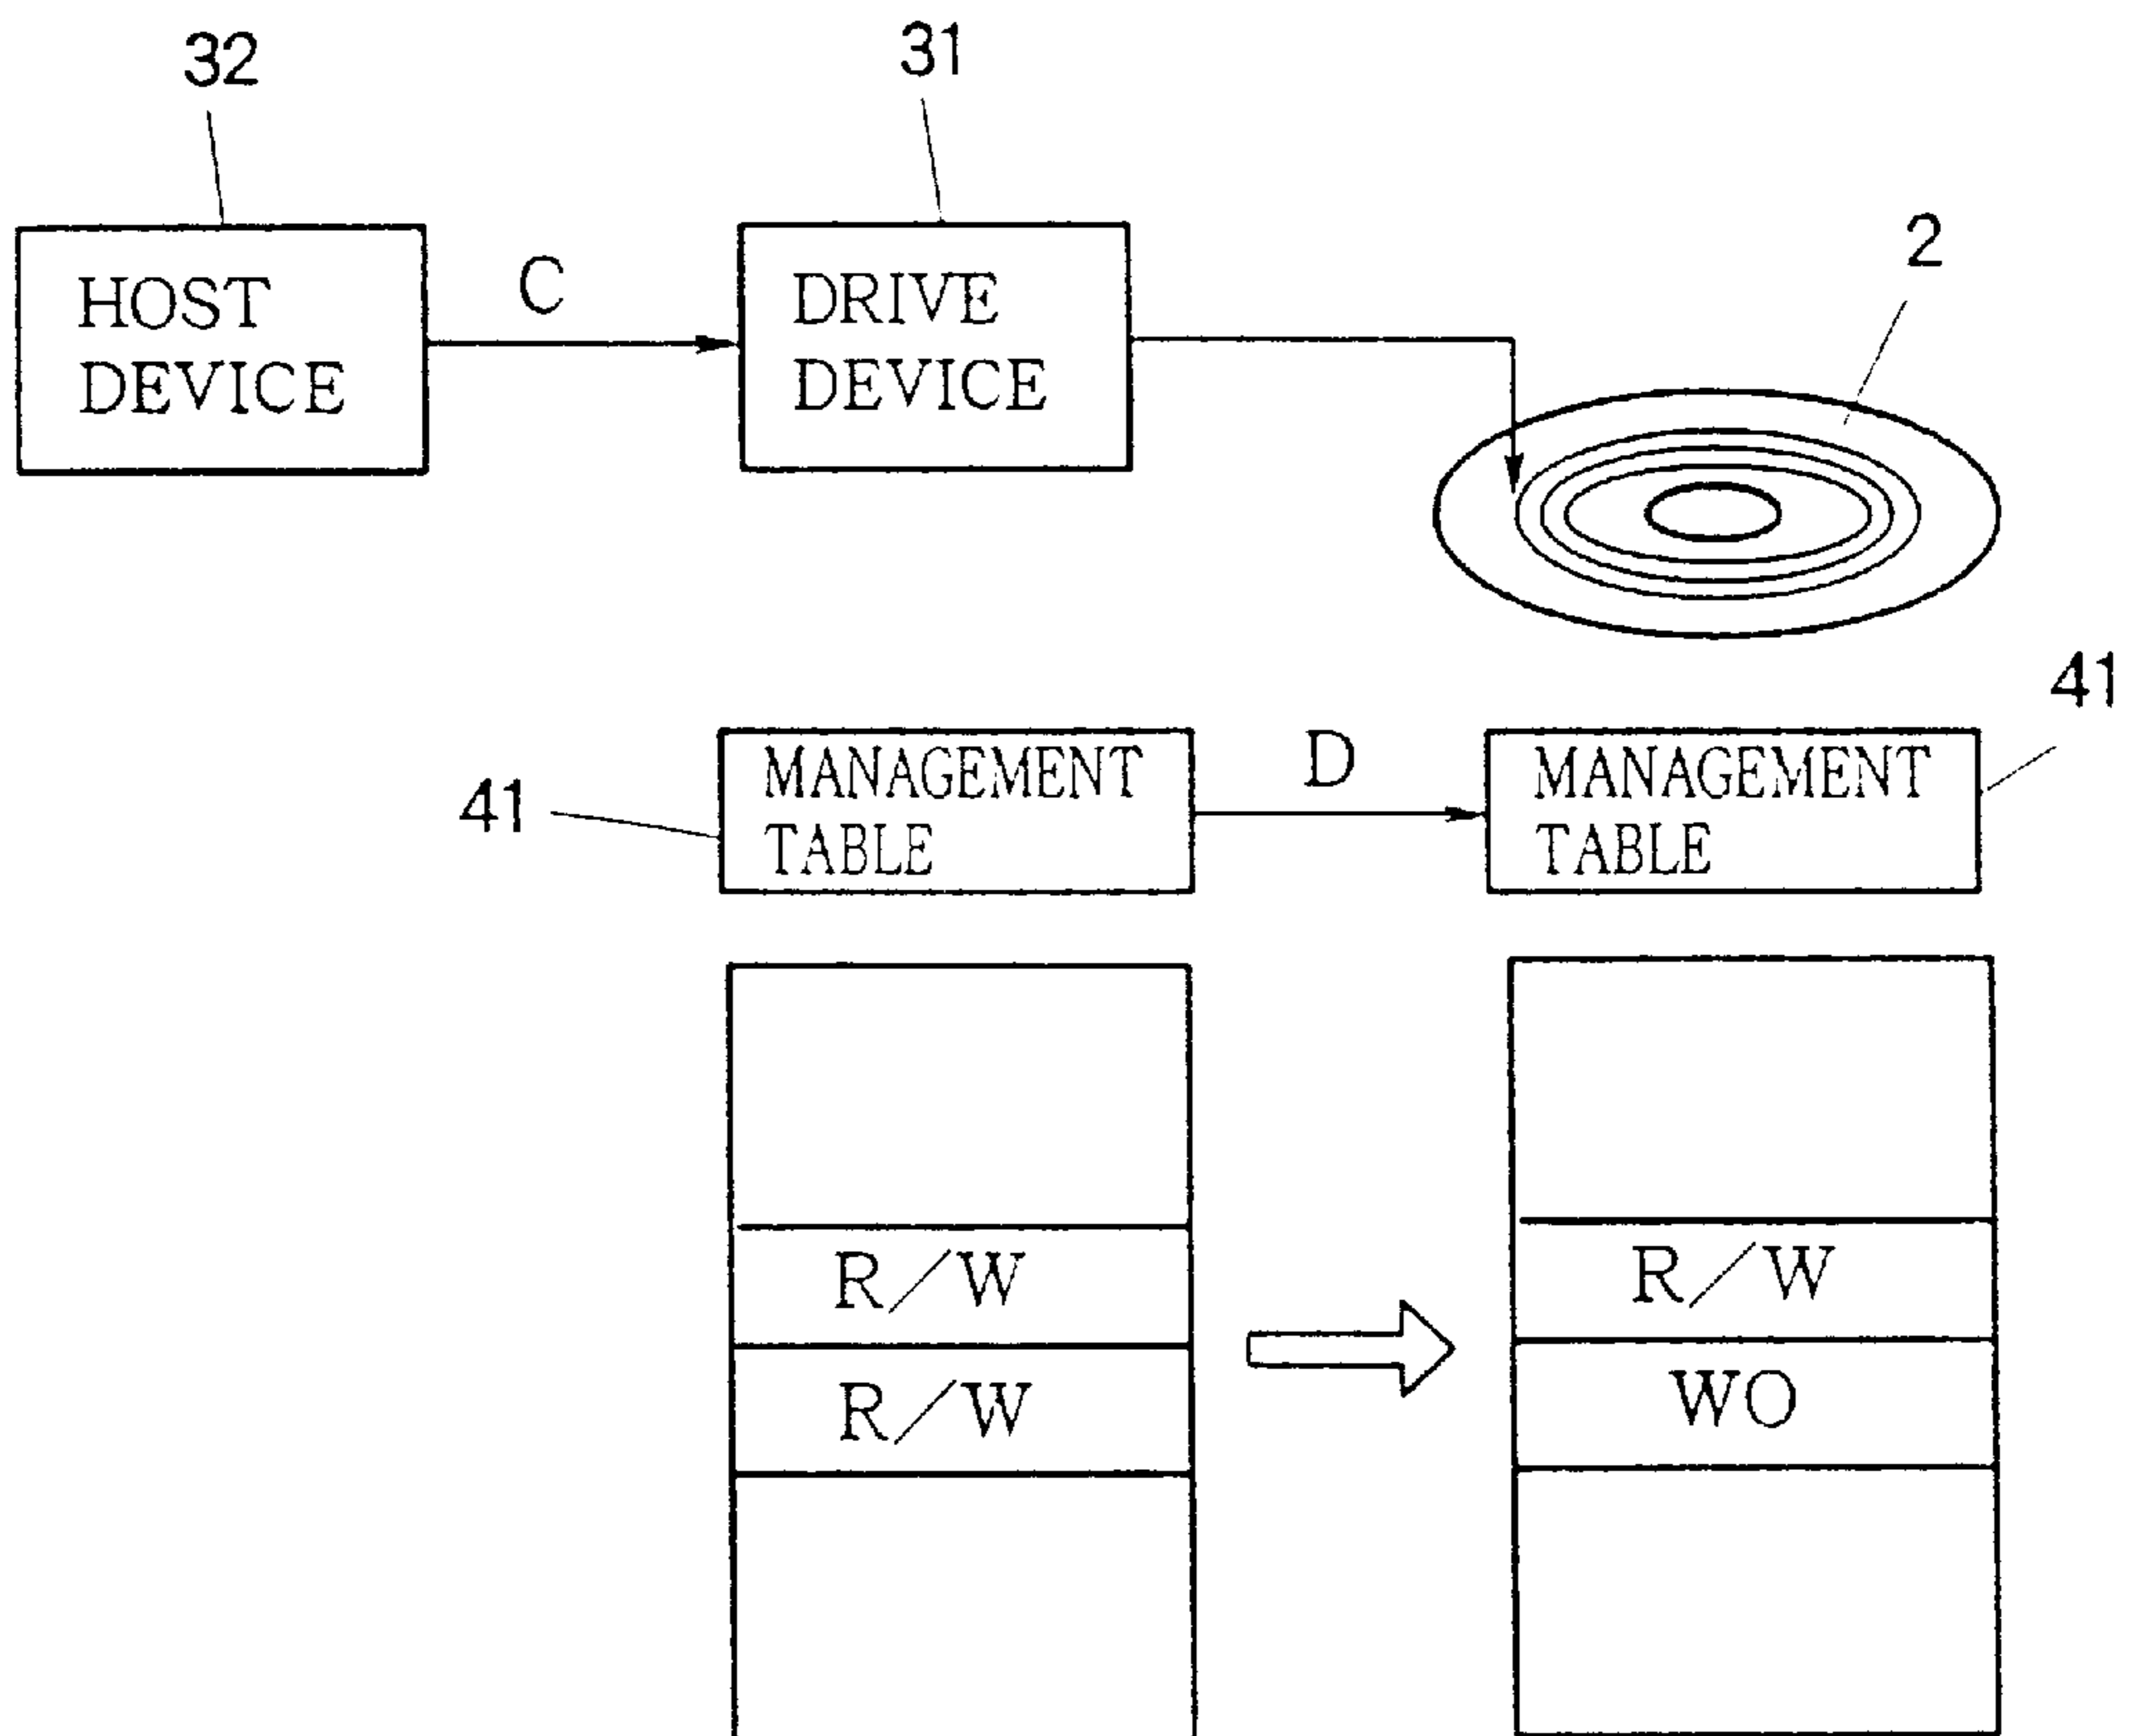 32
31
2
HOST
DEVICE
C
DRIVE
DEVICE
41
MANAGEMENT
TABLE
D
MANAGEMENT
TABLE
41
R/W
R/W
R/W
WO